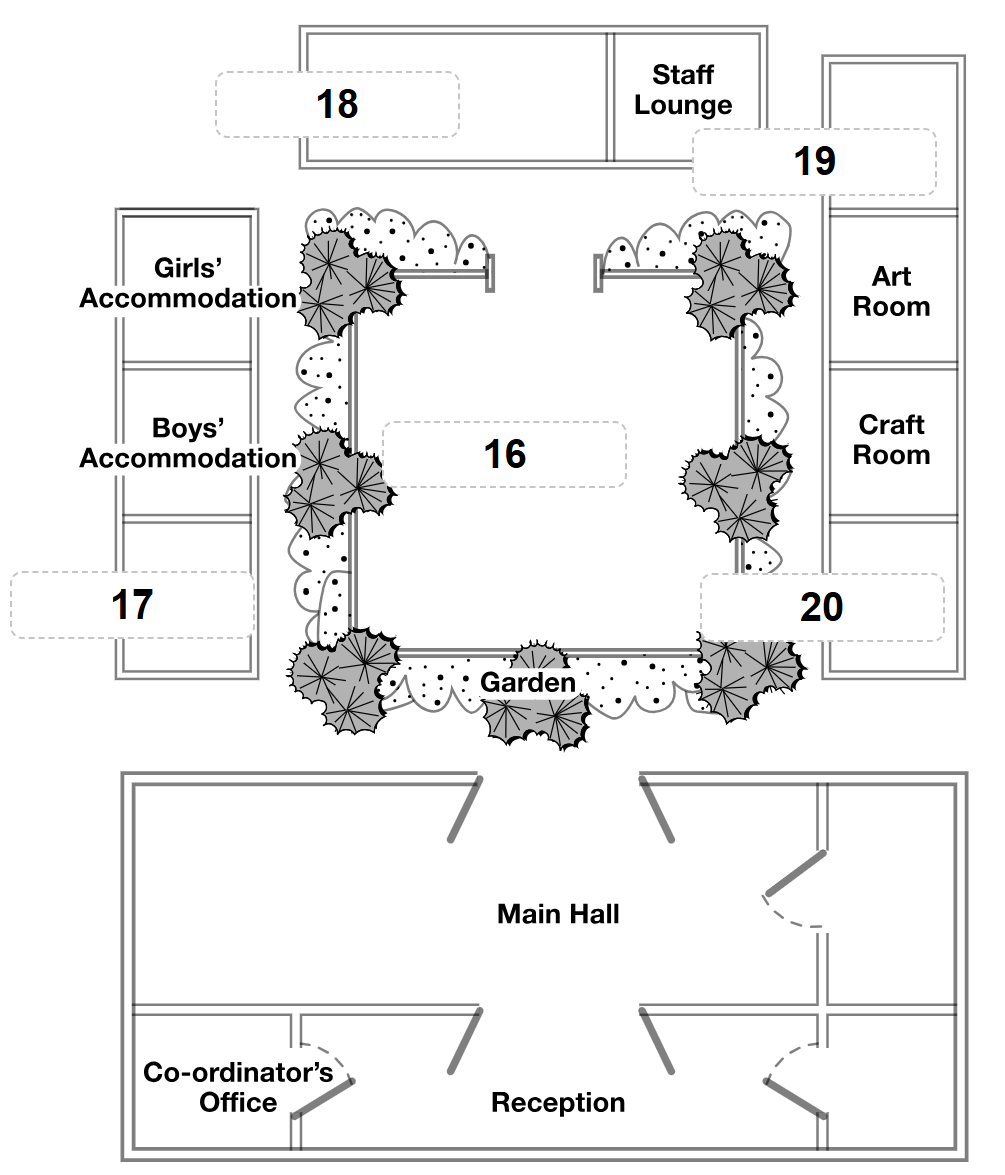 18
Staff
Lounge
19
Girls’
Accommodation
Art
Room
Boys’
Accommodation
16
Craft
Room
17
20
Garden
Main Hall
Co-ordinator’s
Office
Reception